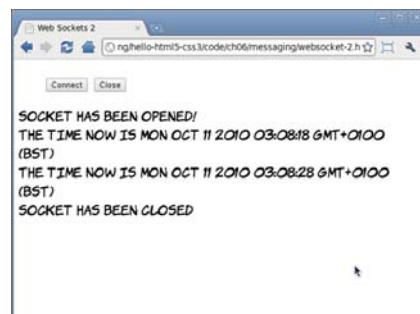 Web Sockets 2
ng/hello-html5-css3/code/ch06/messaging/websocket-2.h
Connect Close
SOCKET HAS BEEN OPENED!
THE TIME NOW IS MON OCT 11 2010 03:08:18 GMT+0100
(BST)
THE TIME NOW IS MON OCT 11 2010 03:08:28 GMT+0100
(BST)
SOCKET HAS BEEN CLOSED